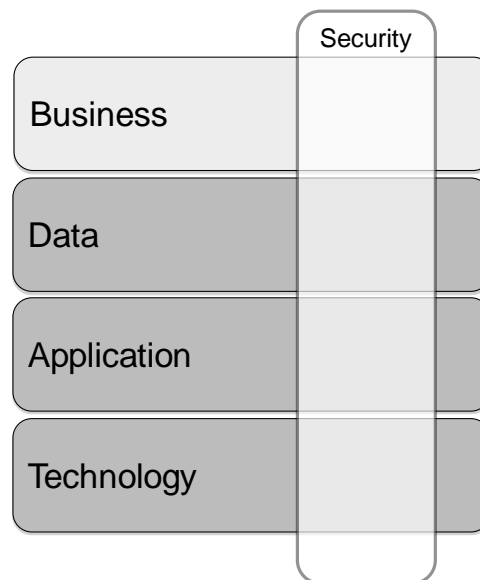 Security
Business
Data
Application
Technology